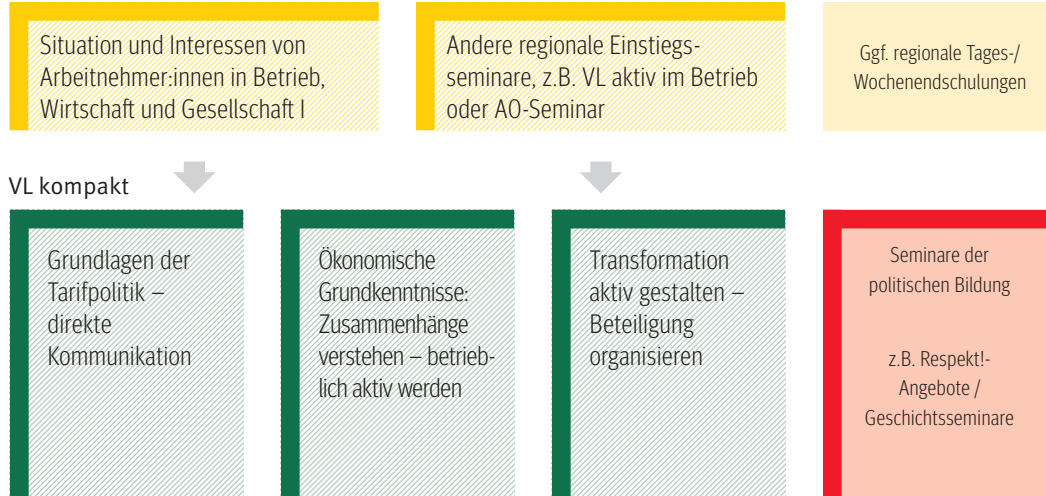 Situation und Interessen von
Arbeitnehmer:innen in Betrieb,
Wirtschaft und Gesellschaft I
Andere regionale Einstiegs-
seminare, z.B. VL aktiv im Betrieb
oder AO-Seminar
Ggf. regionale Tages-/
Wochenendschulungen
VL kompakt
Grundlagen der
Tarifpolitik –
direkte
Kommunikation
Ökonomische
Grundkenntnisse:
Zusammenhänge
verstehen – betrieb-
lich aktiv werden
Transformation
aktiv gestalten –
Beteiligung
organisieren
Seminare der
politischen Bildung
z.B. Respekt!-
Angebote /
Geschichtsseminare